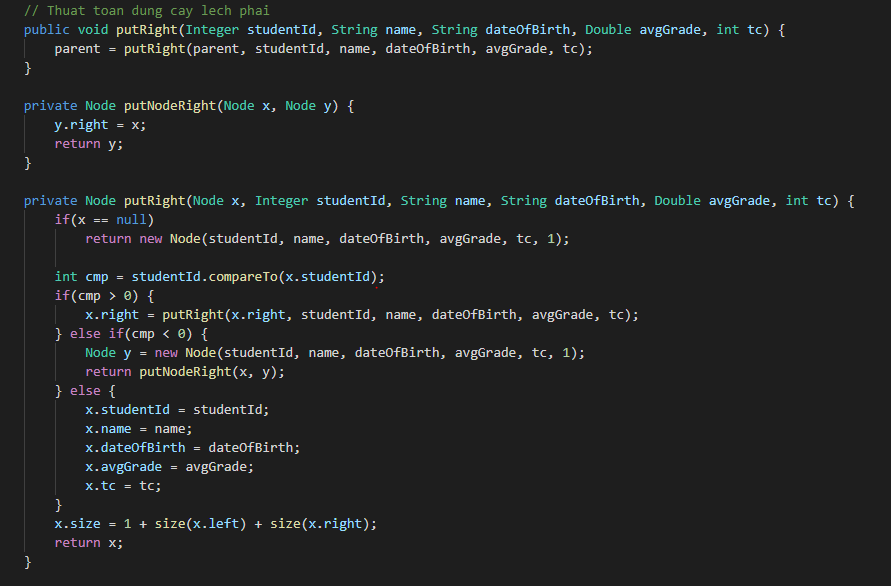 // Thuat toan dung cay lech phai
public void putRight(Integer studentId, String name, String dateOfBirth, Double avgGrade, int tc) {
    parent = putRight(parent, studentId, name, dateOfBirth, avgGrade, tc);
}

private Node putNodeRight(Node x, Node y) {
    y.right = x;
    return y;
}

private Node putRight(Node x, Integer studentId, String name, String dateOfBirth, Double avgGrade, int tc) {
    if(x == null)
        return new Node(studentId, name, dateOfBirth, avgGrade, tc, 1);

    int cmp = studentId.compareTo(x.studentId);
    if(cmp > 0) {
        x.right = putRight(x.right, studentId, name, dateOfBirth, avgGrade, tc);
    } else if(cmp < 0) {
        Node y = new Node(studentId, name, dateOfBirth, avgGrade, tc, 1);
        return putNodeRight(x, y);
    } else {
        x.studentId = studentId;
        x.name = name;
        x.dateOfBirth = dateOfBirth;
        x.avgGrade = avgGrade;
        x.tc = tc;
    }
    x.size = 1 + size(x.left) + size(x.right);
    return x;
}